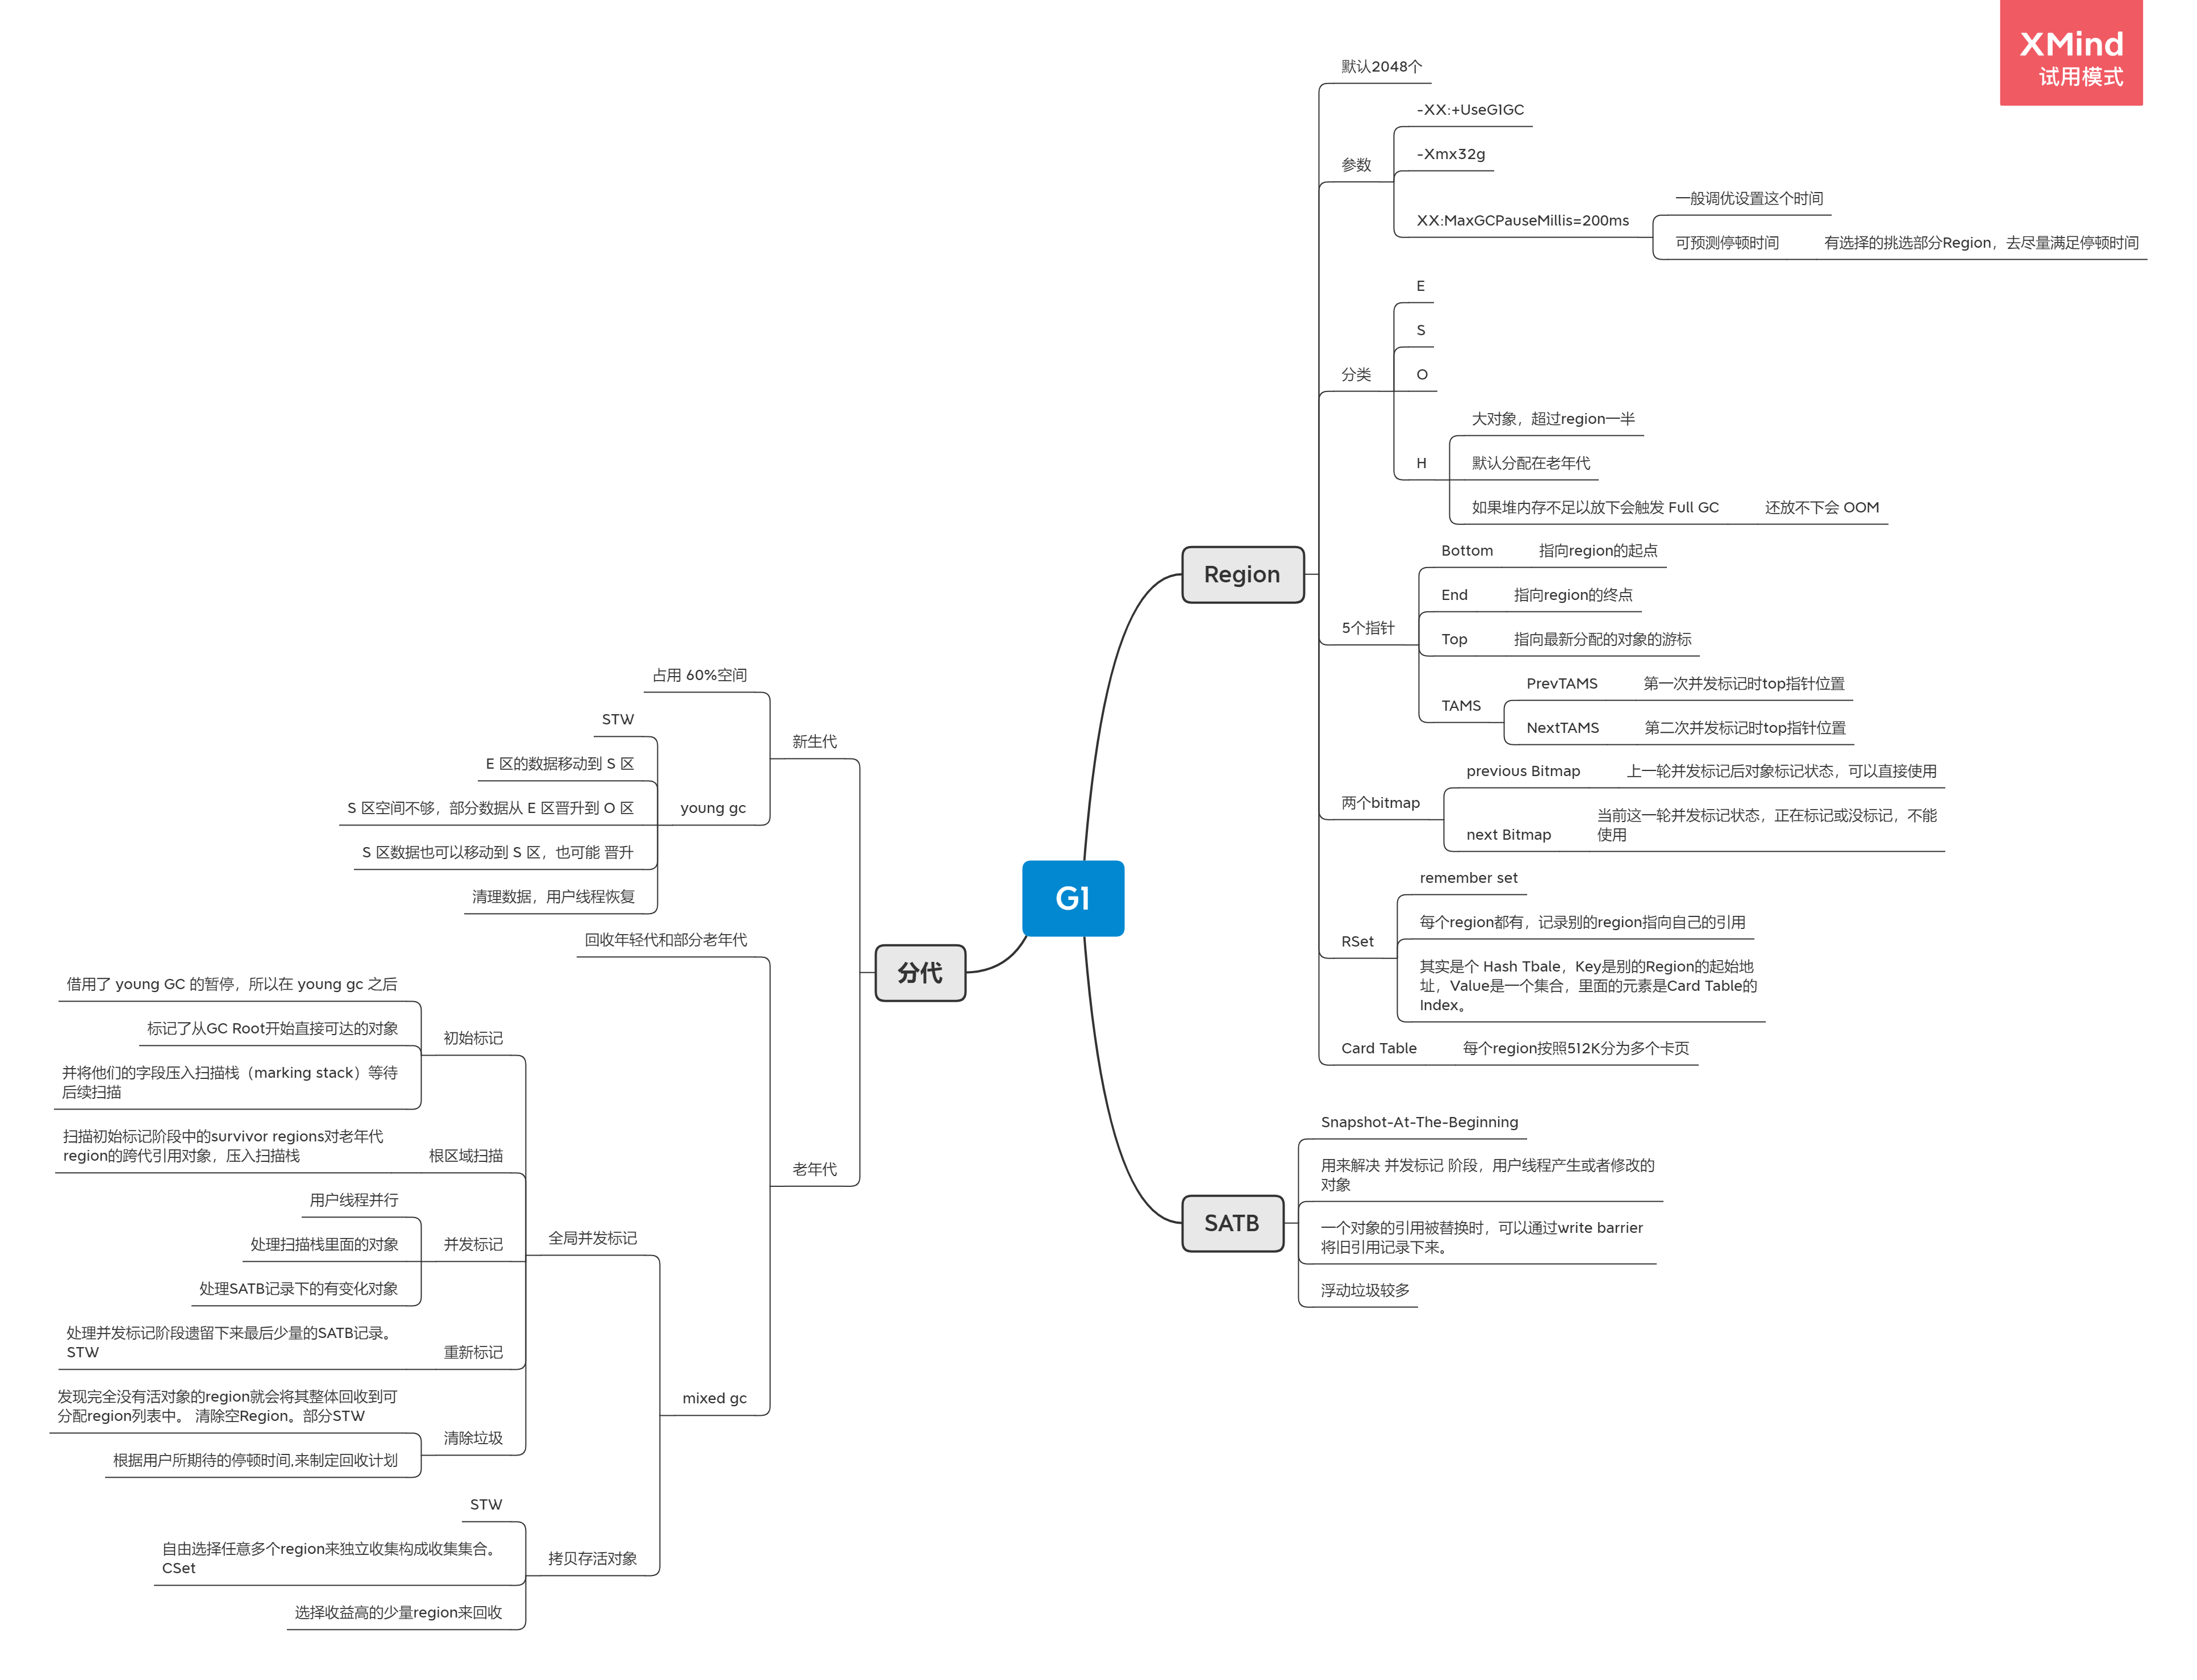 XMind
试用模式
G1
Region
默认2048个
参数
-XX:+UseG1GC
-Xmx32g
XX:MaxGCPauseMillis=200ms
一般调优设置这个时间
可预测停顿时间
有选择的挑选部分Region，去尽量满足停顿时间
分类
E
S
O
H
大对象，超过region一半
默认分配在老年代
如果堆内存不足以放下会触发 Full GC
还放不下会 OOM
5个指针
Bottom
指向region的起点
End
指向region的终点
Top
指向最新分配的对象的游标
TAMS
PrevTAMS
第一次并发标记时top指针位置
NextTAMS
第二次并发标记时top指针位置
两个bitmap
previous Bitmap
上一轮并发标记后对象标记状态，可以直接使用
next Bitmap
当前这一轮并发标记状态，正在标记或没标记，不能
使用
RSet
remember set
每个region都有，记录别的region指向自己的引用
其实是个 Hash Tbale，Key是别的Region的起始地
址，Value是一个集合，里面的元素是Card Table的
Index。
Card Table
每个region按照512K分为多个卡页
SATB
Snapshot-At-The-Beginning
用来解决 并发标记 阶段，用户线程产生或者修改的
对象
一个对象的引用被替换时，可以通过write barrier
将旧引用记录下来。
浮动垃圾较多
分代
新生代
占用 60%空间
young gc
STW
E 区的数据移动到 S 区
S 区空间不够，部分数据从 E 区晋升到 O 区
S 区数据也可以移动到 S 区，也可能 晋升
清理数据，用户线程恢复
老年代
回收年轻代和部分老年代
mixed gc
全局并发标记
初始标记
借用了 young GC 的暂停，所以在 young gc 之后
标记了从GC Root开始直接可达的对象
并将他们的字段压入扫描栈（marking stack）等待
后续扫描
根区域扫描
扫描初始标记阶段中的survivor regions对老年代
region的跨代引用对象，压入扫描栈
并发标记
用户线程并行
处理扫描栈里面的对象
处理SATB记录下的有变化对象
重新标记
处理并发标记阶段遗留下来最后少量的SATB记录。
STW
清除垃圾
发现完全没有活对象的region就会将其整体回收到可
分配region列表中。 清除空Region。部分STW
根据用户所期待的停顿时间,来制定回收计划
拷贝存活对象
STW
自由选择任意多个region来独立收集构成收集集合。
CSet
选择收益高的少量region来回收